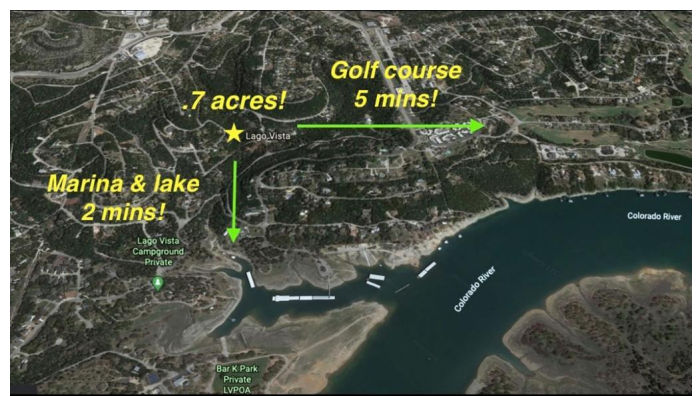 Golf course
5 mins!
.7 acres!
Lago Vista
Marina & lake
2 mins!
Colorado River
Lago Vista
Campground
Private
Colorado River
Bar K Park
Private
LVPOA